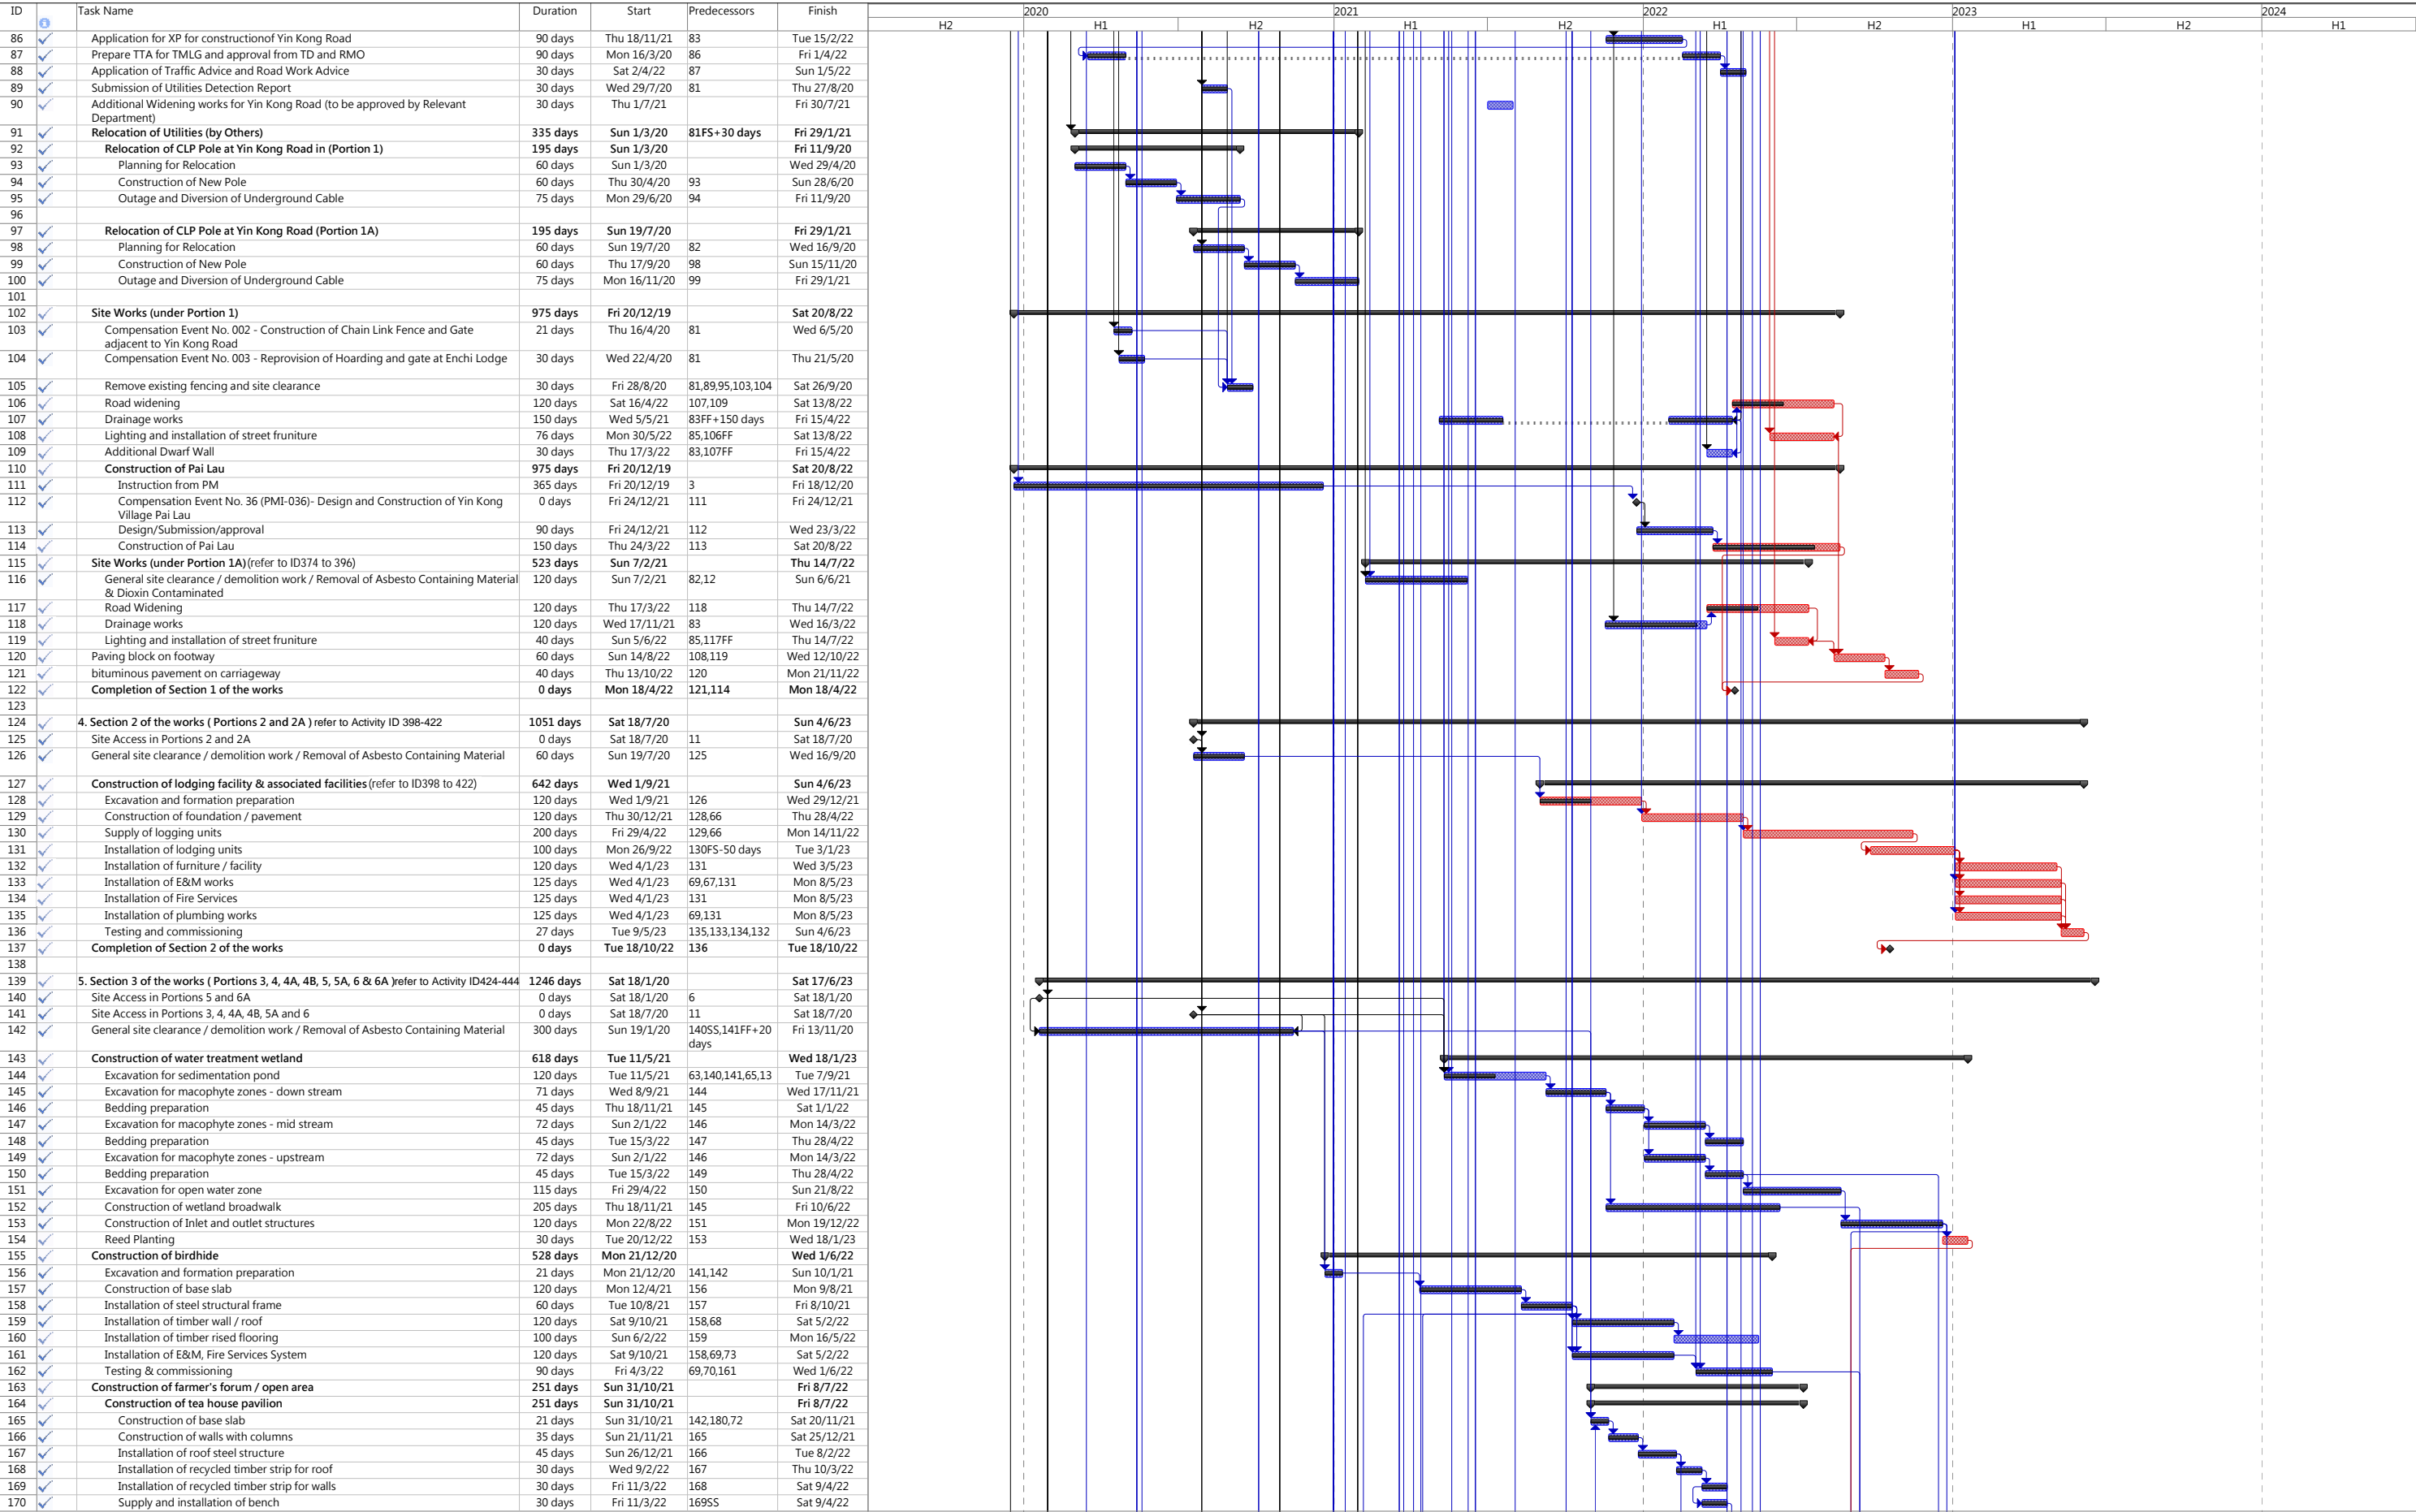 ID Task Name Duration Start Predecessors Finish 2020 2021 2022 2023 2024
H2 H1 H2 H1 H2 H1 H2 H1 H2 H1
86 Application for XP for constructionof Yin Kong Road 90 days Thu 18/11/21 83 Tue 15/2/22
87 Prepare TTA for TMLG and approval from TD and RMO 90 days Mon 16/3/20 86 Fri 1/4/22
88 Application of Traffic Advice and Road Work Advice 30 days Sat 2/4/22 87 Sun 1/5/22
89 Submission of Utilities Detection Report 30 days Wed 29/7/20 81 Thu 27/8/20
90 Additional Widening works for Yin Kong Road (to be approved by Relevant 30 days Thu 1/7/21 Fri 30/7/21
Department)
91 Relocation of Utilities (by Others) 335 days Sun 1/3/20 81FS+30 days Fri 29/1/21
92 Relocation of CLP Pole at Yin Kong Road in (Portion 1) 195 days Sun 1/3/20 Fri 11/9/20
93 Planning for Relocation 60 days Sun 1/3/20 Wed 29/4/20
94 Construction of New Pole 60 days Thu 30/4/20 93 Sun 28/6/20
95 Outage and Diversion of Underground Cable 75 days Mon 29/6/20 94 Fri 11/9/20
96
97 Relocation of CLP Pole at Yin Kong Road (Portion 1A) 195 days Sun 19/7/20 Fri 29/1/21
98 Planning for Relocation 60 days Sun 19/7/20 82 Wed 16/9/20
99 Construction of New Pole 60 days Thu 17/9/20 98 Sun 15/11/20
100 Outage and Diversion of Underground Cable 75 days Mon 16/11/20 99 Fri 29/1/21
101
102 Site Works (under Portion 1) 975 days Fri 20/12/19 Sat 20/8/22
103 Compensation Event No. 002 - Construction of Chain Link Fence and Gate 21 days Thu 16/4/20 81 Wed 6/5/20
adjacent to Yin Kong Road
104 Compensation Event No. 003 - Reprovision of Hoarding and gate at Enchi Lodge 30 days Wed 22/4/20 81 Thu 21/5/20
105 Remove existing fencing and site clearance 30 days Fri 28/8/20 81,89,95,103,104 Sat 26/9/20
106 Road widening 120 days Sat 16/4/22 107,109 Sat 13/8/22
107 Drainage works 150 days Wed 5/5/21 83FF+150 days Fri 15/4/22
108 Lighting and installation of street fruniture 76 days Mon 30/5/22 85,106FF Sat 13/8/22
109 Additional Dwarf Wall 30 days Thu 17/3/22 83,107FF Fri 15/4/22
110 Construction of Pai Lau 975 days Fri 20/12/19 Sat 20/8/22
111 Instruction from PM 365 days Fri 20/12/19 3 Fri 18/12/20
112 Compensation Event No. 36 (PMI-036)- Design and Construction of Yin Kong 0 days Fri 24/12/21 111 Fri 24/12/21
Village Pai Lau
113 Design/Submission/approval 90 days Fri 24/12/21 112 Wed 23/3/22
114 Construction of Pai Lau 150 days Thu 24/3/22 113 Sat 20/8/22
115 Site Works (under Portion 1A)(refer to ID374 to 396) 523 days Sun 7/2/21 Thu 14/7/22
116 General site clearance / demolition work / Removal of Asbesto Containing Material 120 days Sun 7/2/21 82,12 Sun 6/6/21
& Dioxin Contaminated
117 Road Widening 120 days Thu 17/3/22 118 Thu 14/7/22
118 Drainage works 120 days Wed 17/11/21 83 Wed 16/3/22
119 Lighting and installation of street fruniture 40 days Sun 5/6/22 85,117FF Thu 14/7/22
120 Paving block on footway 60 days Sun 14/8/22 108,119 Wed 12/10/22
121 bituminous pavement on carriageway 40 days Thu 13/10/22 120 Mon 21/11/22
122 Completion of Section 1 of the works 0 days Mon 18/4/22 121,114 Mon 18/4/22
123
124 4. Section 2 of the works ( Portions 2 and 2A ) refer to Activity ID 398-422 1051 days Sat 18/7/20 Sun 4/6/23
125 Site Access in Portions 2 and 2A 0 days Sat 18/7/20 11 Sat 18/7/20
126 General site clearance / demolition work / Removal of Asbesto Containing Material 60 days Sun 19/7/20 125 Wed 16/9/20
127 Construction of lodging facility & associated facilities(refer to ID398 to 422) 642 days Wed 1/9/21 Sun 4/6/23
128 Excavation and formation preparation 120 days Wed 1/9/21 126 Wed 29/12/21
129 Construction of foundation / pavement 120 days Thu 30/12/21 128,66 Thu 28/4/22
130 Supply of logging units 200 days Fri 29/4/22 129,66 Mon 14/11/22
131 Installation of lodging units 100 days Mon 26/9/22 130FS-50 days Tue 3/1/23
132 Installation of furniture / facility 120 days Wed 4/1/23 131 Wed 3/5/23
133 Installation of E&M works 125 days Wed 4/1/23 69,67,131 Mon 8/5/23
134 Installation of Fire Services 125 days Wed 4/1/23 131 Mon 8/5/23
135 Installation of plumbing works 125 days Wed 4/1/23 69,131 Mon 8/5/23
136 Testing and commissioning 27 days Tue 9/5/23 135,133,134,132 Sun 4/6/23
137 Completion of Section 2 of the works 0 days Tue 18/10/22 136 Tue 18/10/22
138
139 5. Section 3 of the works ( Portions 3, 4, 4A, 4B, 5, 5A, 6 & 6A )refer to Activity ID424-444 1246 days Sat 18/1/20 Sat 17/6/23
140 Site Access in Portions 5 and 6A 0 days Sat 18/1/20 6 Sat 18/1/20
141 Site Access in Portions 3, 4, 4A, 4B, 5A and 6 0 days Sat 18/7/20 11 Sat 18/7/20
142 General site clearance / demolition work / Removal of Asbesto Containing Material 300 days Sun 19/1/20 140SS,141FF+20 Fri 13/11/20
days
143 Construction of water treatment wetland 618 days Tue 11/5/21 Wed 18/1/23
144 Excavation for sedimentation pond 120 days Tue 11/5/21 63,140,141,65,13 Tue 7/9/21
145 Excavation for macophyte zones - down stream 71 days Wed 8/9/21 144 Wed 17/11/21
146 Bedding preparation 45 days Thu 18/11/21 145 Sat 1/1/22
147 Excavation for macophyte zones - mid stream 72 days Sun 2/1/22 146 Mon 14/3/22
148 Bedding preparation 45 days Tue 15/3/22 147 Thu 28/4/22
149 Excavation for macophyte zones - upstream 72 days Sun 2/1/22 146 Mon 14/3/22
150 Bedding preparation 45 days Tue 15/3/22 149 Thu 28/4/22
151 Excavation for open water zone 115 days Fri 29/4/22 150 Sun 21/8/22
152 Construction of wetland broadwalk 205 days Thu 18/11/21 145 Fri 10/6/22
153 Construction of Inlet and outlet structures 120 days Mon 22/8/22 151 Mon 19/12/22
154 Reed Planting 30 days Tue 20/12/22 153 Wed 18/1/23
155 Construction of birdhide 528 days Mon 21/12/20 Wed 1/6/22
156 Excavation and formation preparation 21 days Mon 21/12/20 141,142 Sun 10/1/21
157 Construction of base slab 120 days Mon 12/4/21 156 Mon 9/8/21
158 Installation of steel structural frame 60 days Tue 10/8/21 157 Fri 8/10/21
159 Installation of timber wall / roof 120 days Sat 9/10/21 158,68 Sat 5/2/22
160 Installation of timber rised flooring 100 days Sun 6/2/22 159 Mon 16/5/22
161 Installation of E&M, Fire Services System 120 days Sat 9/10/21 158,69,73 Sat 5/2/22
162 Testing & commissioning 90 days Fri 4/3/22 69,70,161 Wed 1/6/22
163 Construction of farmer's forum / open area 251 days Sun 31/10/21 Fri 8/7/22
164 Construction of tea house pavilion 251 days Sun 31/10/21 Fri 8/7/22
165 Construction of base slab 21 days Sun 31/10/21 142,180,72 Sat 20/11/21
166 Construction of walls with columns 35 days Sun 21/11/21 165 Sat 25/12/21
167 Installation of roof steel structure 45 days Sun 26/12/21 166 Tue 8/2/22
168 Installation of recycled timber strip for roof 30 days Wed 9/2/22 167 Thu 10/3/22
169 Installation of recycled timber strip for walls 30 days Fri 11/3/22 168 Sat 9/4/22
170 Supply and installation of bench 30 days Fri 11/3/22 169SS Sat 9/4/22